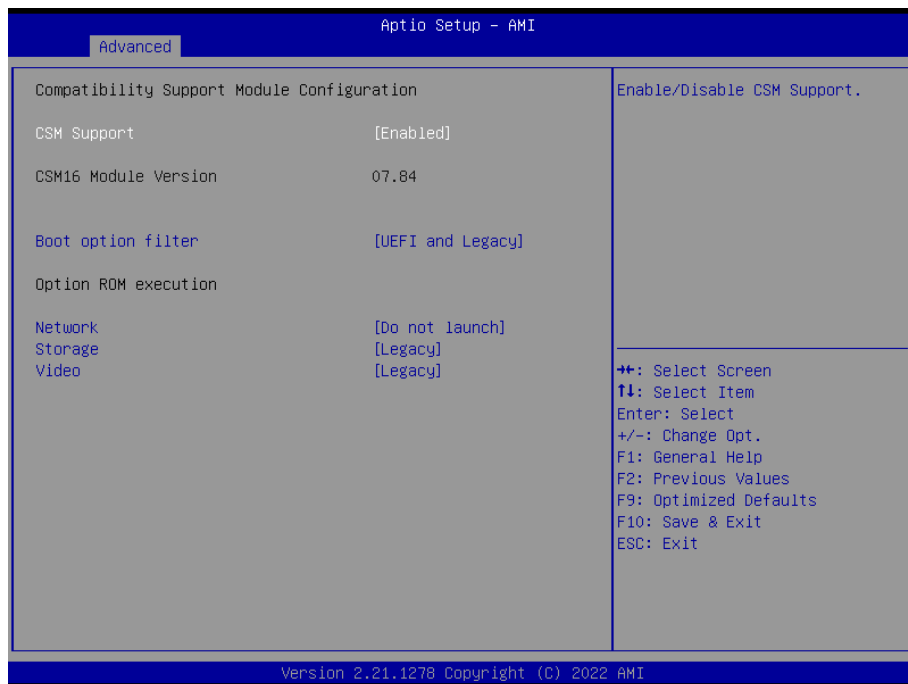 Aptio Setup – AMI
Advanced
Compatibility Support Module Configuration
CSM Support [Enabled]
CSM16 Module Version 07.84
Boot option filter [UEFI and Legacy]
Option ROM execution
Network [Do not launch]
Storage [Legacy]
Video [Legacy]
Enable/Disable CSM Support.
→←: Select Screen
↑↓: Select Item
Enter: Select
+/-: Change Opt.
F1: General Help
F2: Previous Values
F9: Optimized Defaults
F10: Save & Exit
ESC: Exit
Version 2.21.1278 Copyright (C) 2022 AMI